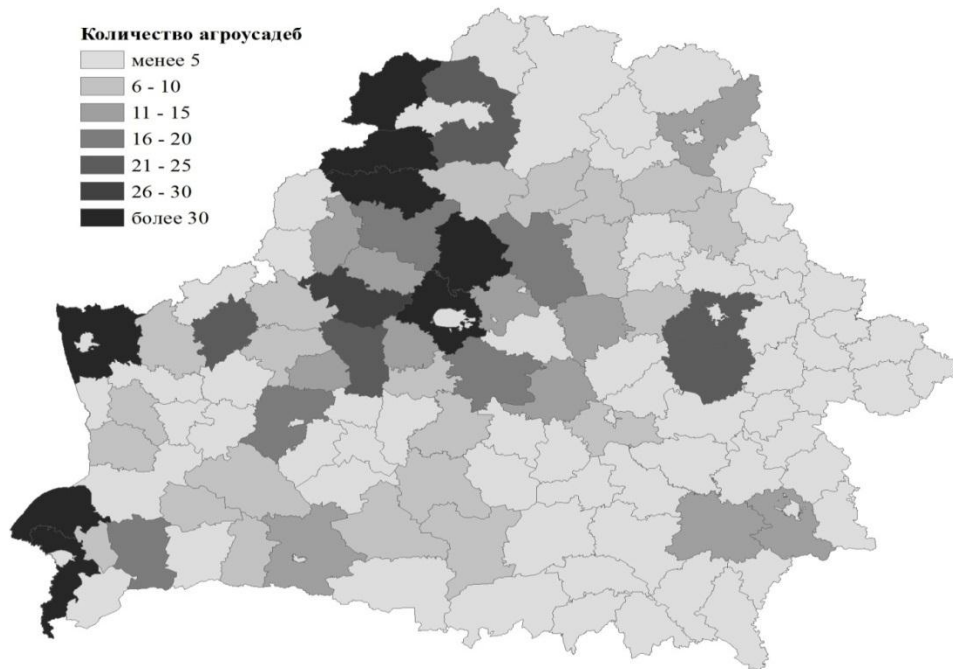 Количество агроусадеб
менее 5
6 - 10
11 - 15
16 - 20
21 - 25
26 - 30
более 30